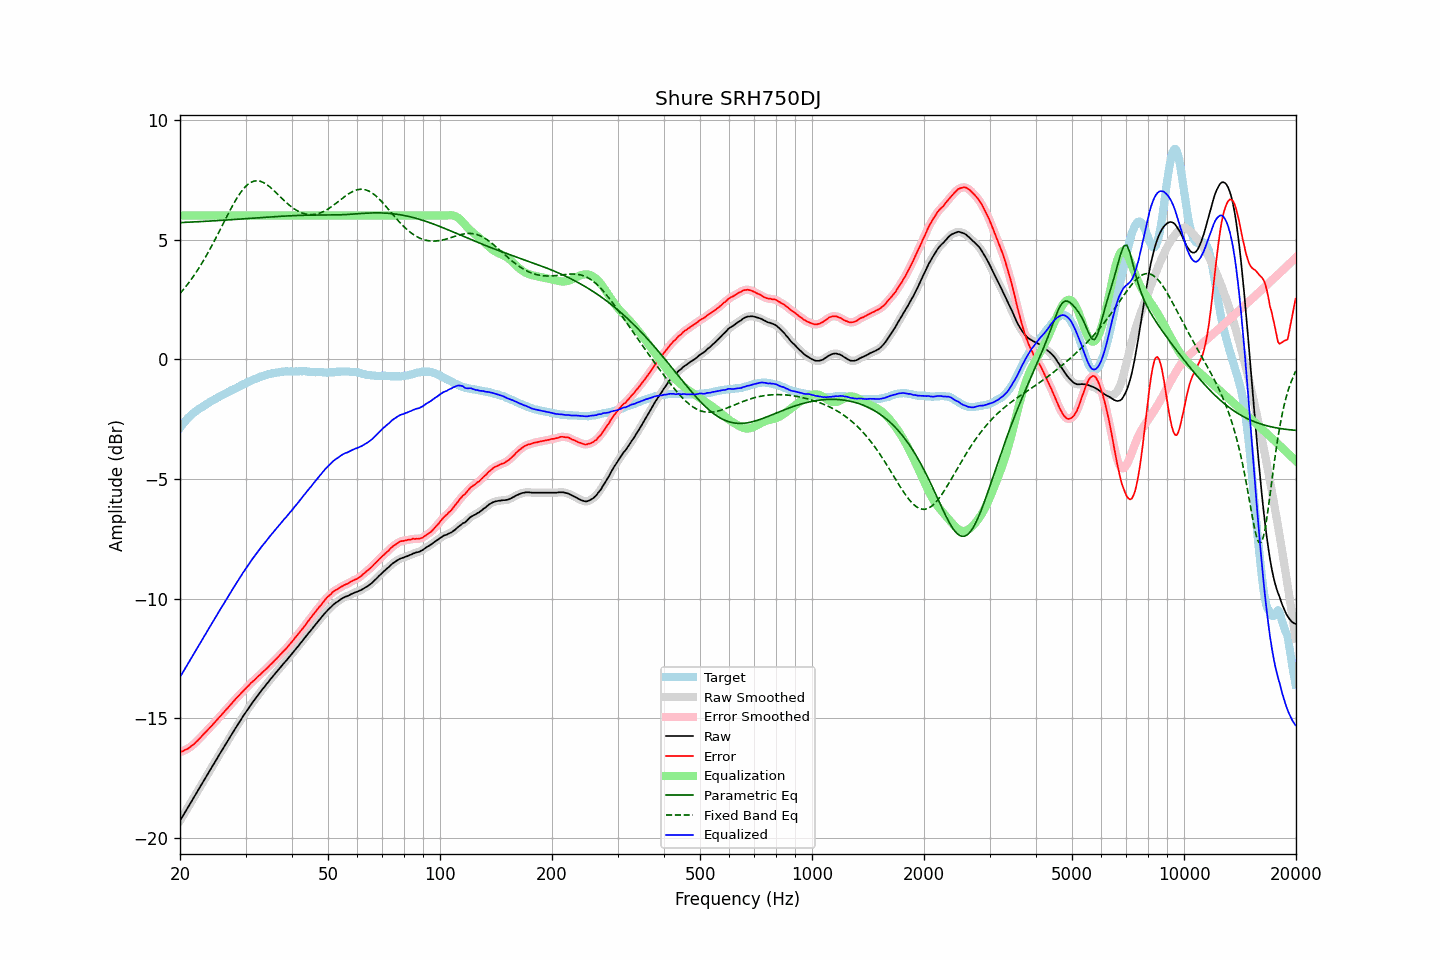 Shure SRH750DJ
10
5
0
−5
−10
−15
−20
Amplitude (dBr)
20
50
100
200
500
1000
2000
5000
10000
20000
Frequency (Hz)
Target
Raw Smoothed
Error Smoothed
Raw
Error
Equalization
Parametric Eq
Fixed Band Eq
Equalized